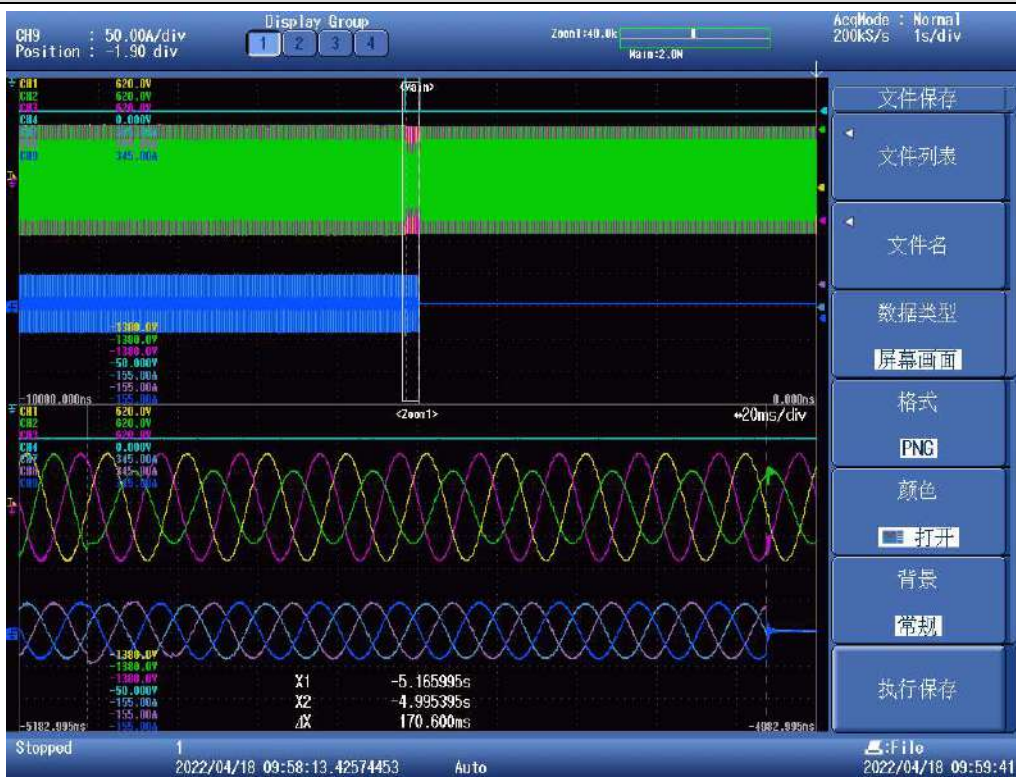 CH9 : 50.00A/div
Position : -1.90 div
Display Group
1 2 3 4
Zoom1:40.0k
Main:2.0M
AcqMode : Normal
200kS/s 1s/div
文件保存
文件列表
文件名
数据类型
屏幕画面
格式
PNG
颜色
打开
背景
常规
执行保存
CH1 620.0V
CH2 620.0V
CH3 620.0V
CH4 0.000V
CH9 345.00A
<Main>
-1380.0V
-1380.0V
-1380.0V
-50.000V
-155.00A
-155.00A
-155.00A
-10000.000ms
0.000ms
CH1 620.0V
CH2 620.0V
CH3 620.0V
CH4 0.000V
CH7 345.00A
CH8 345.00A
CH9 345.00A
<Zoom1>
↔20ms/div
-1380.0V
-1380.0V
-1380.0V
-50.000V
-155.00A
-155.00A
-155.00A
X1 -5.165995s
X2 -4.995395s
ΔX 170.600ms
-5182.995ms
-4982.995ms
Stopped 1
2022/04/18 09:58:13.42574453 Auto
:File
2022/04/18 09:59:41